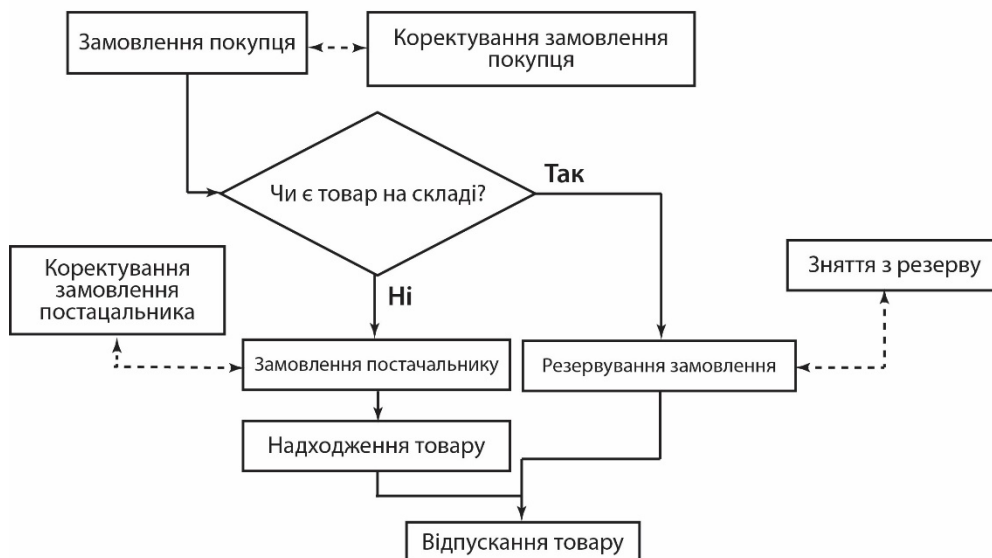 Замовлення покупця
Коректування замовлення
покупця
Чи є товар на складі?
Так
Ні
Коректування
замовлення
постацальника
Зняття з резерву
Замовлення постачальнику
Резервування замовлення
Надходження товару
Відпускання товару